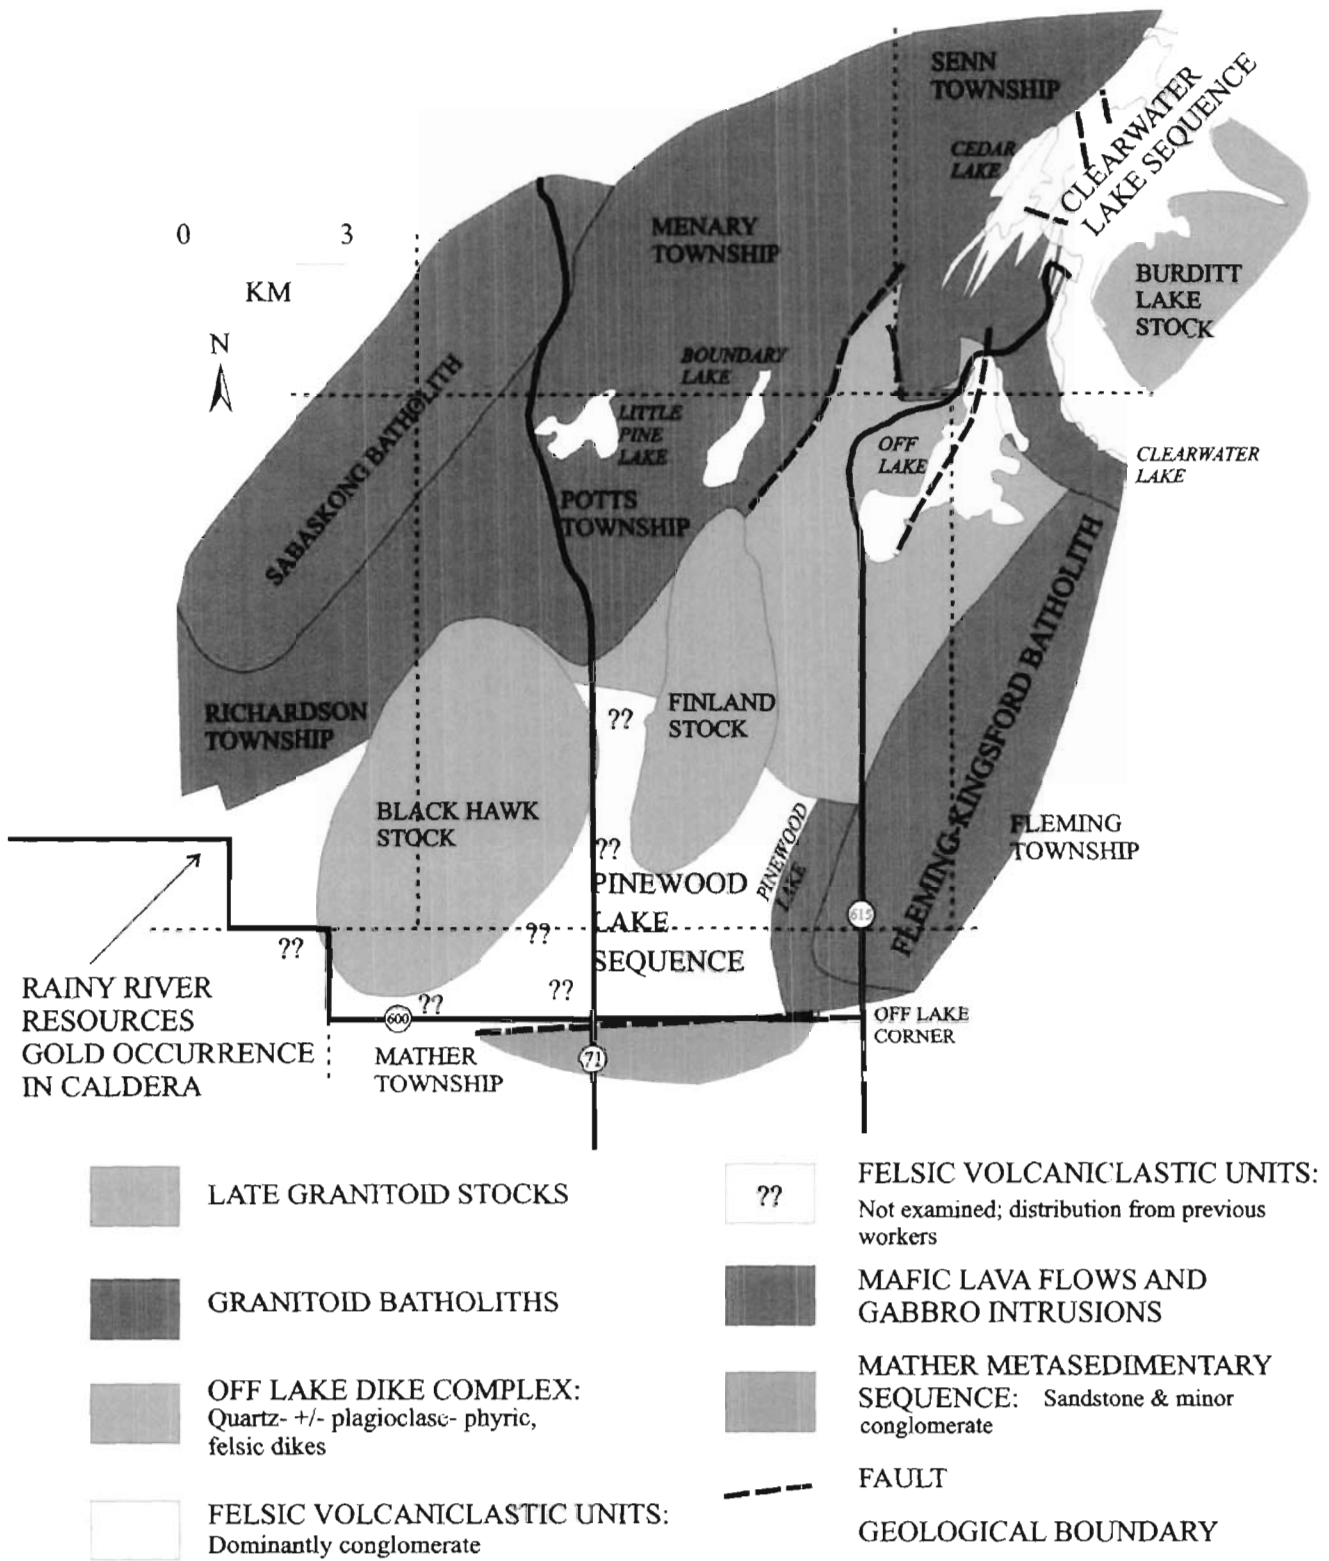 SENN
TOWNSHIP
CLEARWATER
LAKE SEQUENCE
CEDAR
LAKE
0 3
KM
N
MENARY
TOWNSHIP
BURDITT
LAKE
STOCK
BOUNDARY
LAKE
SABASKONG BATHOLITH
LITTLE
PINE
LAKE
OFF
LAKE
CLEARWATER
LAKE
POTTS
TOWNSHIP
FLEMING-KINGSFORD BATHOLITH
RICHARDSON
TOWNSHIP
??
FINLAND
STOCK
BLACK HAWK
STOCK
PINEWOOD
LAKE
FLEMING
TOWNSHIP
??
PINEWOOD
LAKE
SEQUENCE
615
??
??
??
??
RAINY RIVER
RESOURCES
GOLD OCCURRENCE
IN CALDERA
600
OFF LAKE
CORNER
MATHER
TOWNSHIP
71
LATE GRANITOID STOCKS
GRANITOID BATHOLITHS
OFF LAKE DIKE COMPLEX:
Quartz- +/- plagioclase- phyric,
felsic dikes
FELSIC VOLCANICLASTIC UNITS:
Dominantly conglomerate
??
FELSIC VOLCANICLASTIC UNITS:
Not examined; distribution from previous
workers
MAFIC LAVA FLOWS AND
GABBRO INTRUSIONS
MATHER METASEDIMENTARY
SEQUENCE: Sandstone & minor
conglomerate
FAULT
GEOLOGICAL BOUNDARY